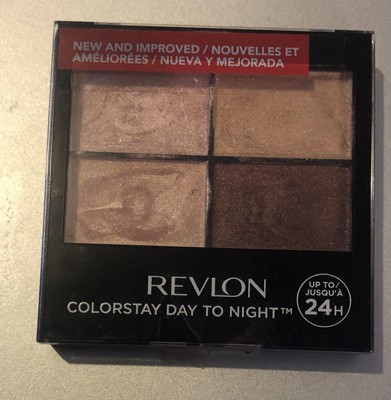 NEW AND IMPROVED / NOUVELLES ET
AMÉLIORÉES / NUEVA Y MEJORADA
REVLON
COLORSTAY DAY TO NIGHT™
UP TO/
JUSQU'À
24H